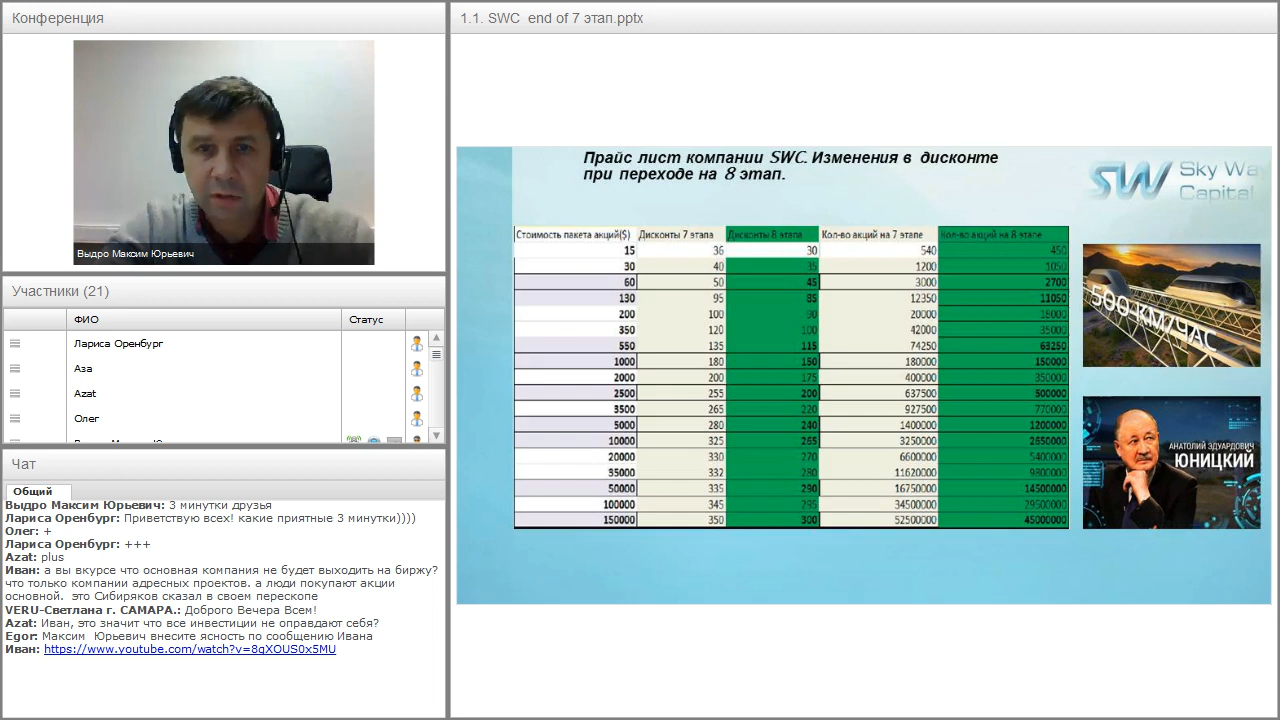 Конференция
Выдро Максим Юрьевич
Участники (21)
ФИО Статус
Лариса Оренбург
Аза
Azat
Олег
Чат
Общий
Выдро Максим Юрьевич: 3 минутки друзья
Лариса Оренбург: Приветствую всех! какие приятные 3 минутки))))
Олег: +
Лариса Оренбург: +++
Azat: plus
Иван: а вы вкурсе что основная компания не будет выходить на биржу?
что только компании адресных проектов. а люди покупают акции
основной. это Сибиряков сказал в своем перескопе
VERU-Светлана г. САМАРА.: Доброго Вечера Всем!
Azat: Иван, это значит что все инвестиции не оправдают себя?
Egor: Максим Юрьевич внесите ясность по сообщению Ивана
Иван: https://www.youtube.com/watch?v=8qXOUS0x5MU
1.1. SWC end of 7 этап.pptx
Прайс лист компании SWC. Изменения в дисконте
при переходе на 8 этап.
SW Sky Wa
Capital
Стоимость пакета акций($) Дисконты 7 этапа Дисконты 8 этапа Кол-во акций на 7 этапе Кол-во акций на 8 этапе
15 36 30 540 450
30 40 35 1200 1050
60 50 45 3000 2700
130 95 85 12350 11050
200 100 90 20000 18000
350 120 100 42000 35000
550 135 115 74250 63250
1000 180 150 180000 150000
2000 200 175 400000 350000
2500 255 200 637500 500000
3500 265 220 927500 770000
5000 280 240 1400000 1200000
10000 325 265 3250000 2650000
20000 330 270 6600000 5400000
35000 332 280 11620000 9800000
50000 335 290 16750000 14500000
100000 345 295 34500000 29500000
150000 350 300 52500000 45000000
500 КМ/ЧАС
АНАТОЛИЙ ЭДУАРДОВИЧ
ЮНИЦКИЙ